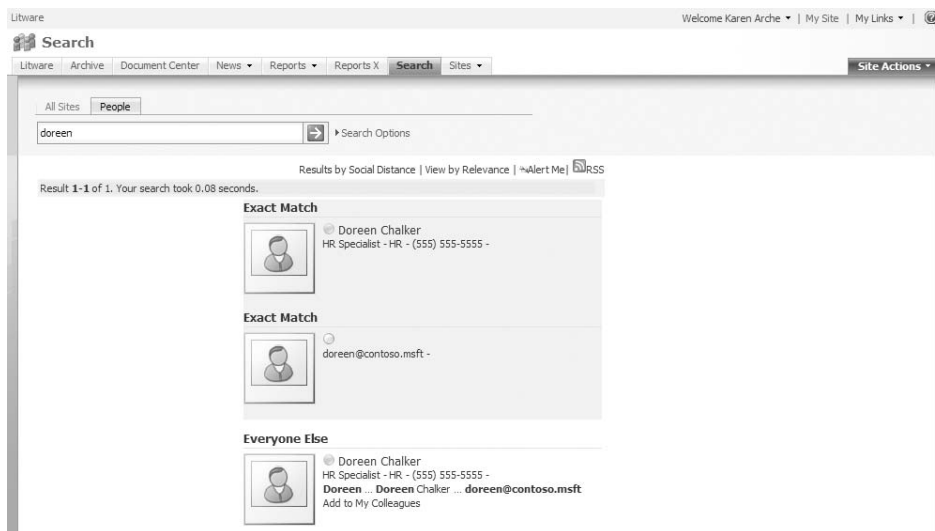 Litware
Welcome Karen Arche | My Site | My Links |
Search
Litware Archive Document Center News Reports Reports X Search Sites Site Actions
All Sites People
doreen Search Options
Results by Social Distance | View by Relevance | Alert Me | RSS
Result 1-1 of 1. Your search took 0.08 seconds.
Exact Match
Doreen Chalker
HR Specialist - HR - (555) 555-5555 -
Exact Match
doreen@contoso.msft -
Everyone Else
Doreen Chalker
HR Specialist - HR - (555) 555-5555 -
Doreen ... Doreen Chalker ... doreen@contoso.msft
Add to My Colleagues